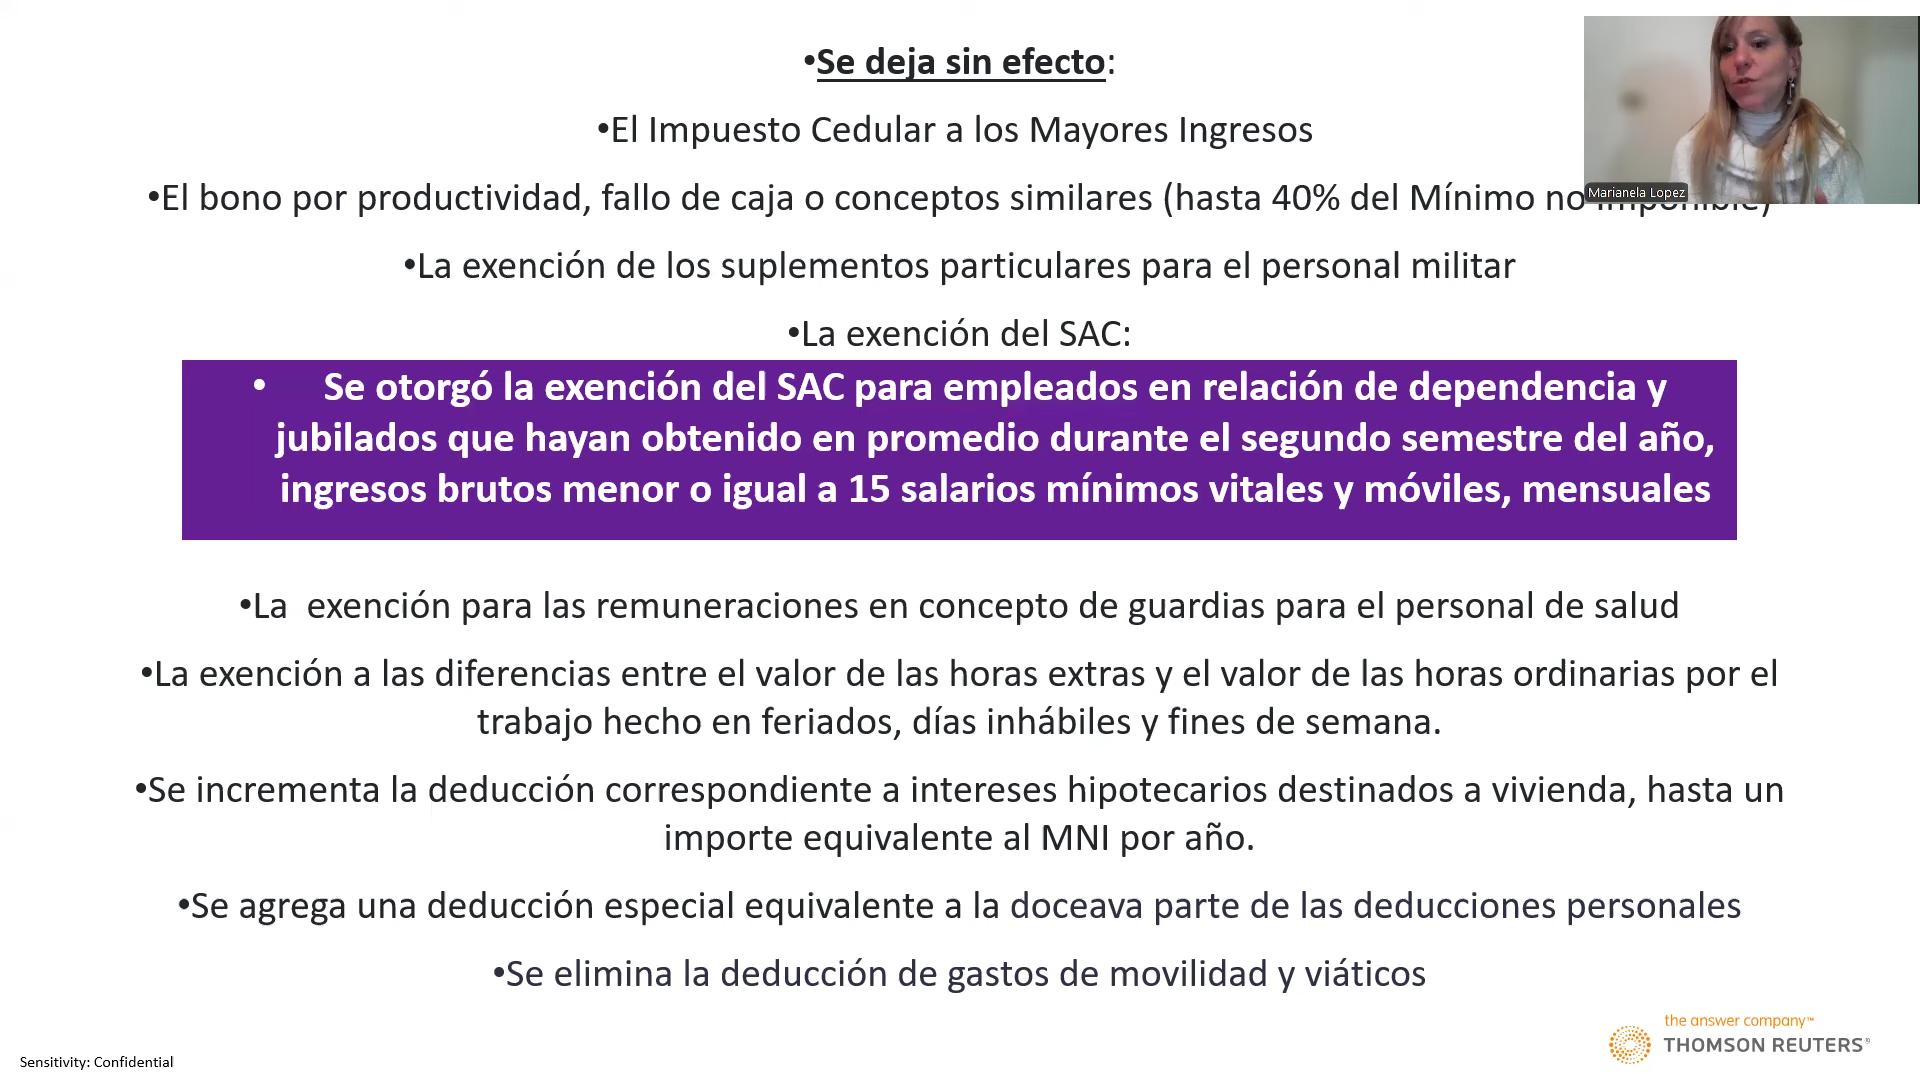 •Se deja sin efecto:
•El Impuesto Cedular a los Mayores Ingresos
•El bono por productividad, fallo de caja o conceptos similares (hasta 40% del Mínimo no imponible)
Marianela Lopez
•La exención de los suplementos particulares para el personal militar
•La exención del SAC:
• Se otorgó la exención del SAC para empleados en relación de dependencia y
jubilados que hayan obtenido en promedio durante el segundo semestre del año,
ingresos brutos menor o igual a 15 salarios mínimos vitales y móviles, mensuales
•La  exención para las remuneraciones en concepto de guardias para el personal de salud
•La exención a las diferencias entre el valor de las horas extras y el valor de las horas ordinarias por el
trabajo hecho en feriados, días inhábiles y fines de semana.
•Se incrementa la deducción correspondiente a intereses hipotecarios destinados a vivienda, hasta un
importe equivalente al MNI por año.
•Se agrega una deducción especial equivalente a la doceava parte de las deducciones personales
•Se elimina la deducción de gastos de movilidad y viáticos
the answer company™
THOMSON REUTERS®
Sensitivity: Confidential